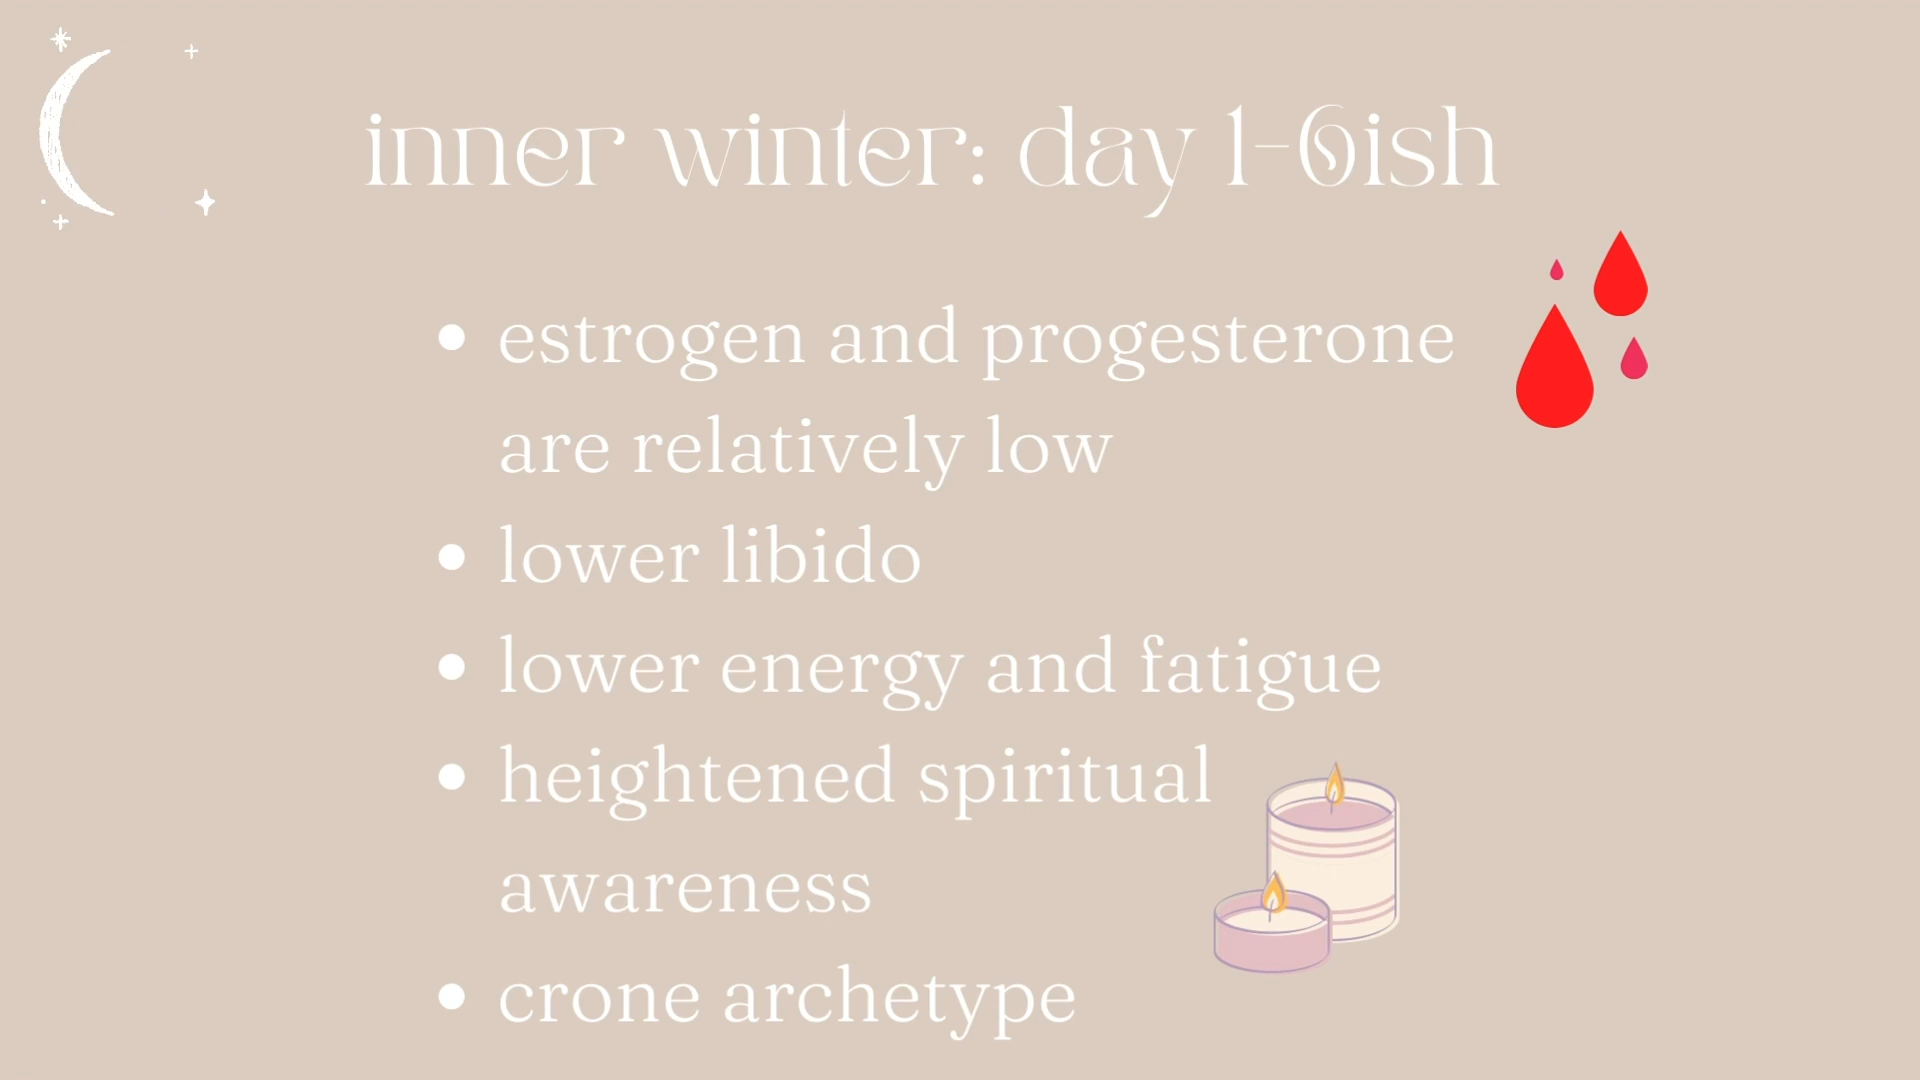 inner winter: day 1-6ish
• estrogen and progesterone
are relatively low
• lower libido
• lower energy and fatigue
• heightened spiritual
awareness
• crone archetype